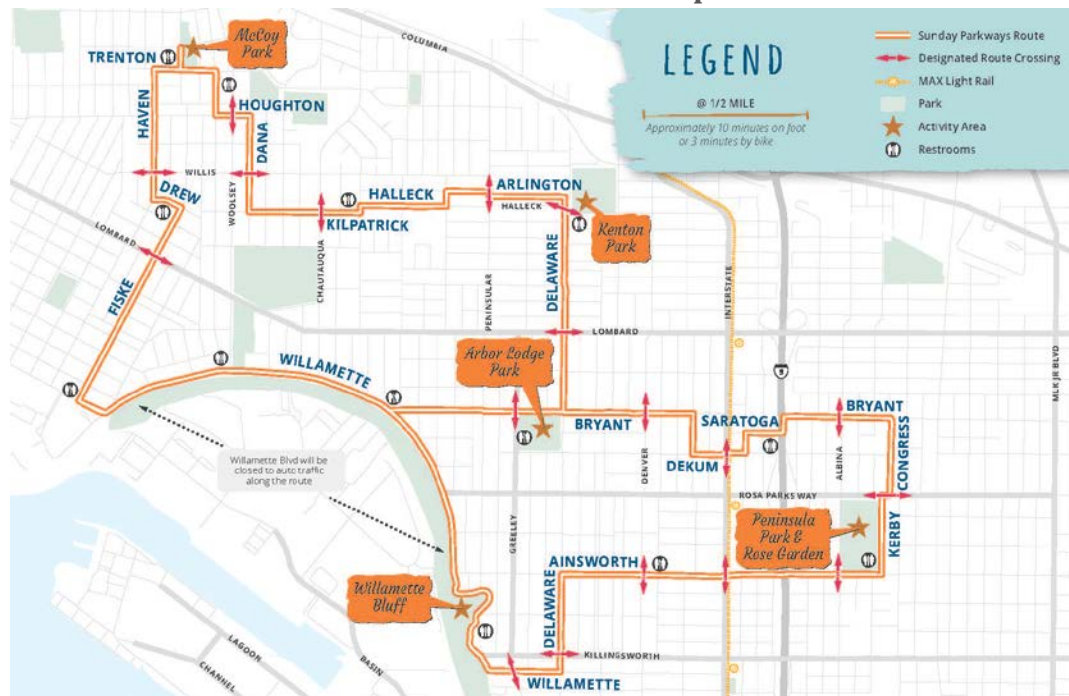 McCoy
Park
TRENTON
HAVEN
HOUGHTON
DANA
WILLIS
WOOLSEY
DREW
LOMBARD
FISKE
COLUMBIA
HALLECK
KILPATRICK
CHAUTAUQUA
ARLINGTON
HALLECK
Kenton
Park
DELAWARE
PENINSULAR
LOMBARD
INTERSTATE
5
MLK JR BLVD
LEGEND
@ 1/2 MILE
Approximately 10 minutes on foot
or 3 minutes by bike
Sunday Parkways Route
Designated Route Crossing
MAX Light Rail
Park
Activity Area
Restrooms
WILLAMETTE
Arbor Lodge
Park
BRYANT
DENVER
SARATOGA
DEKUM
BRYANT
ALBINA
CONGRESS
Willamette Blvd will be
closed to auto traffic
along the route
ROSA PARKS WAY
Peninsula
Park &
Rose Garden
KERBY
GREELEY
AINSWORTH
Willamette
Bluff
DELAWARE
KILLINGSWORTH
WILLAMETTE
LAGOON
CHANNEL
BASIN